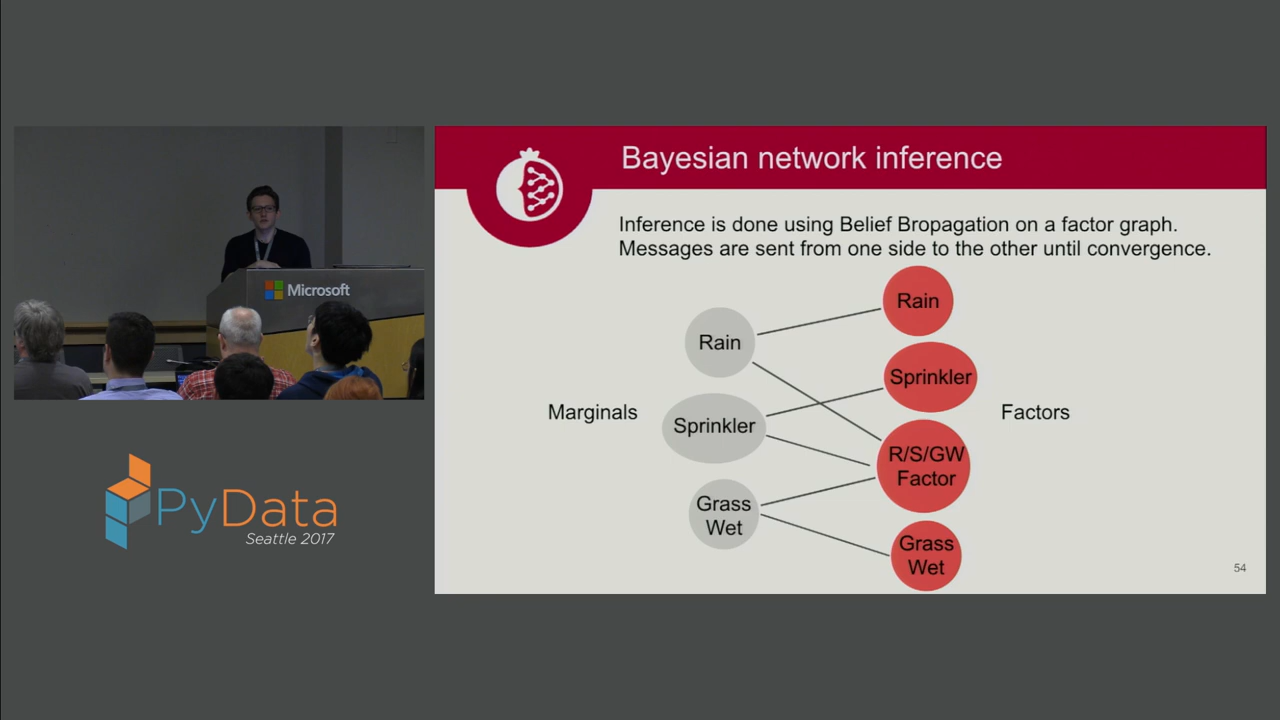 Microsoft
PyData
Seattle 2017
Bayesian network inference
Inference is done using Belief Bropagation on a factor graph.
Messages are sent from one side to the other until convergence.
Marginals
Rain
Sprinkler
Grass
Wet
Rain
Sprinkler
R/S/GW
Factor
Grass
Wet
Factors
54